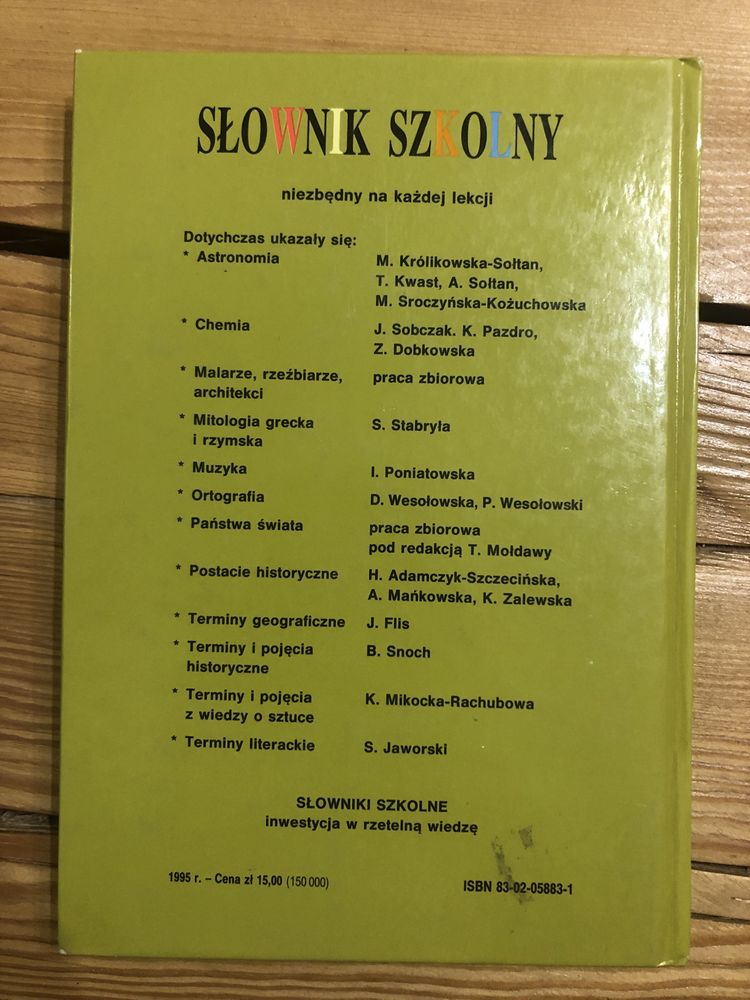 SŁOWNIK SZKOLNY
niezbędny na każdej lekcji
Dotychczas ukazały się:
* Astronomia M. Królikowska-Sołtan,
T. Kwast, A. Sołtan,
M. Sroczyńska-Kożuchowska
* Chemia J. Sobczak. K. Pazdro,
Z. Dobkowska
* Malarze, rzeźbiarze, praca zbiorowa
architekci
* Mitologia grecka S. Stabryła
i rzymska
* Muzyka I. Poniatowska
* Ortografia D. Wesołowska, P. Wesołowski
* Państwa świata praca zbiorowa
pod redakcją T. Mołdawy
* Postacie historyczne H. Adamczyk-Szczecińska,
A. Mańkowska, K. Zalewska
* Terminy geograficzne J. Flis
* Terminy i pojęcia B. Snoch
historyczne
* Terminy i pojęcia K. Mikocka-Rachubowa
z wiedzy o sztuce
* Terminy literackie S. Jaworski
SŁOWNIKI SZKOLNE
inwestycja w rzetelną wiedzę
1995 r. – Cena zł 15,00 (150 000) ISBN 83-02-05883-1